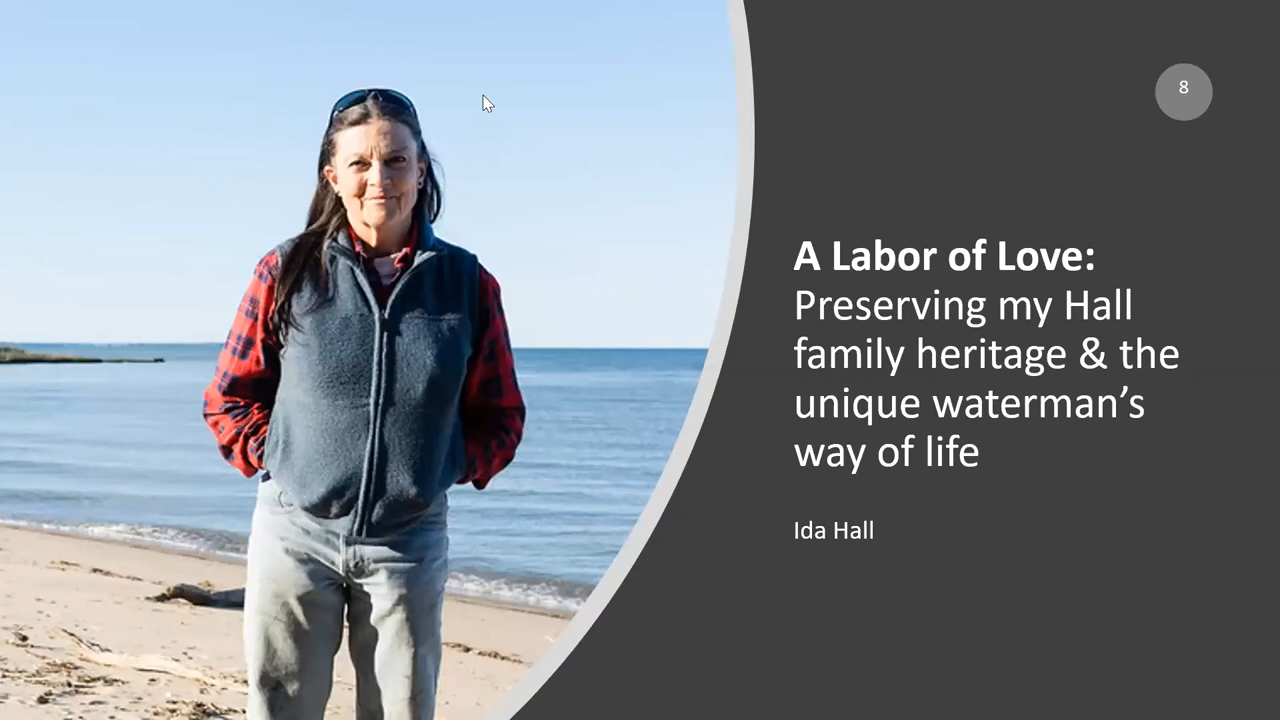 8
A Labor of Love:
Preserving my Hall
family heritage & the
unique waterman’s
way of life
Ida Hall